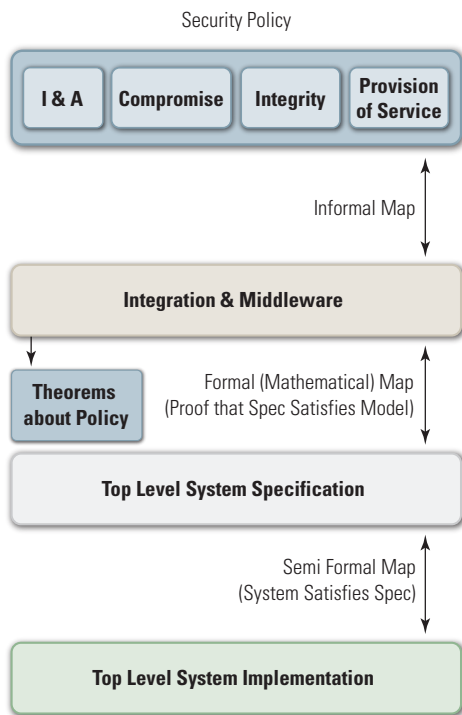 Security Policy
I & A
Compromise
Integrity
Provision
of Service
Informal Map
Integration & Middleware
Theorems
about Policy
Formal (Mathematical) Map
(Proof that Spec Satisfies Model)
Top Level System Specification
Semi Formal Map
(System Satisfies Spec)
Top Level System Implementation